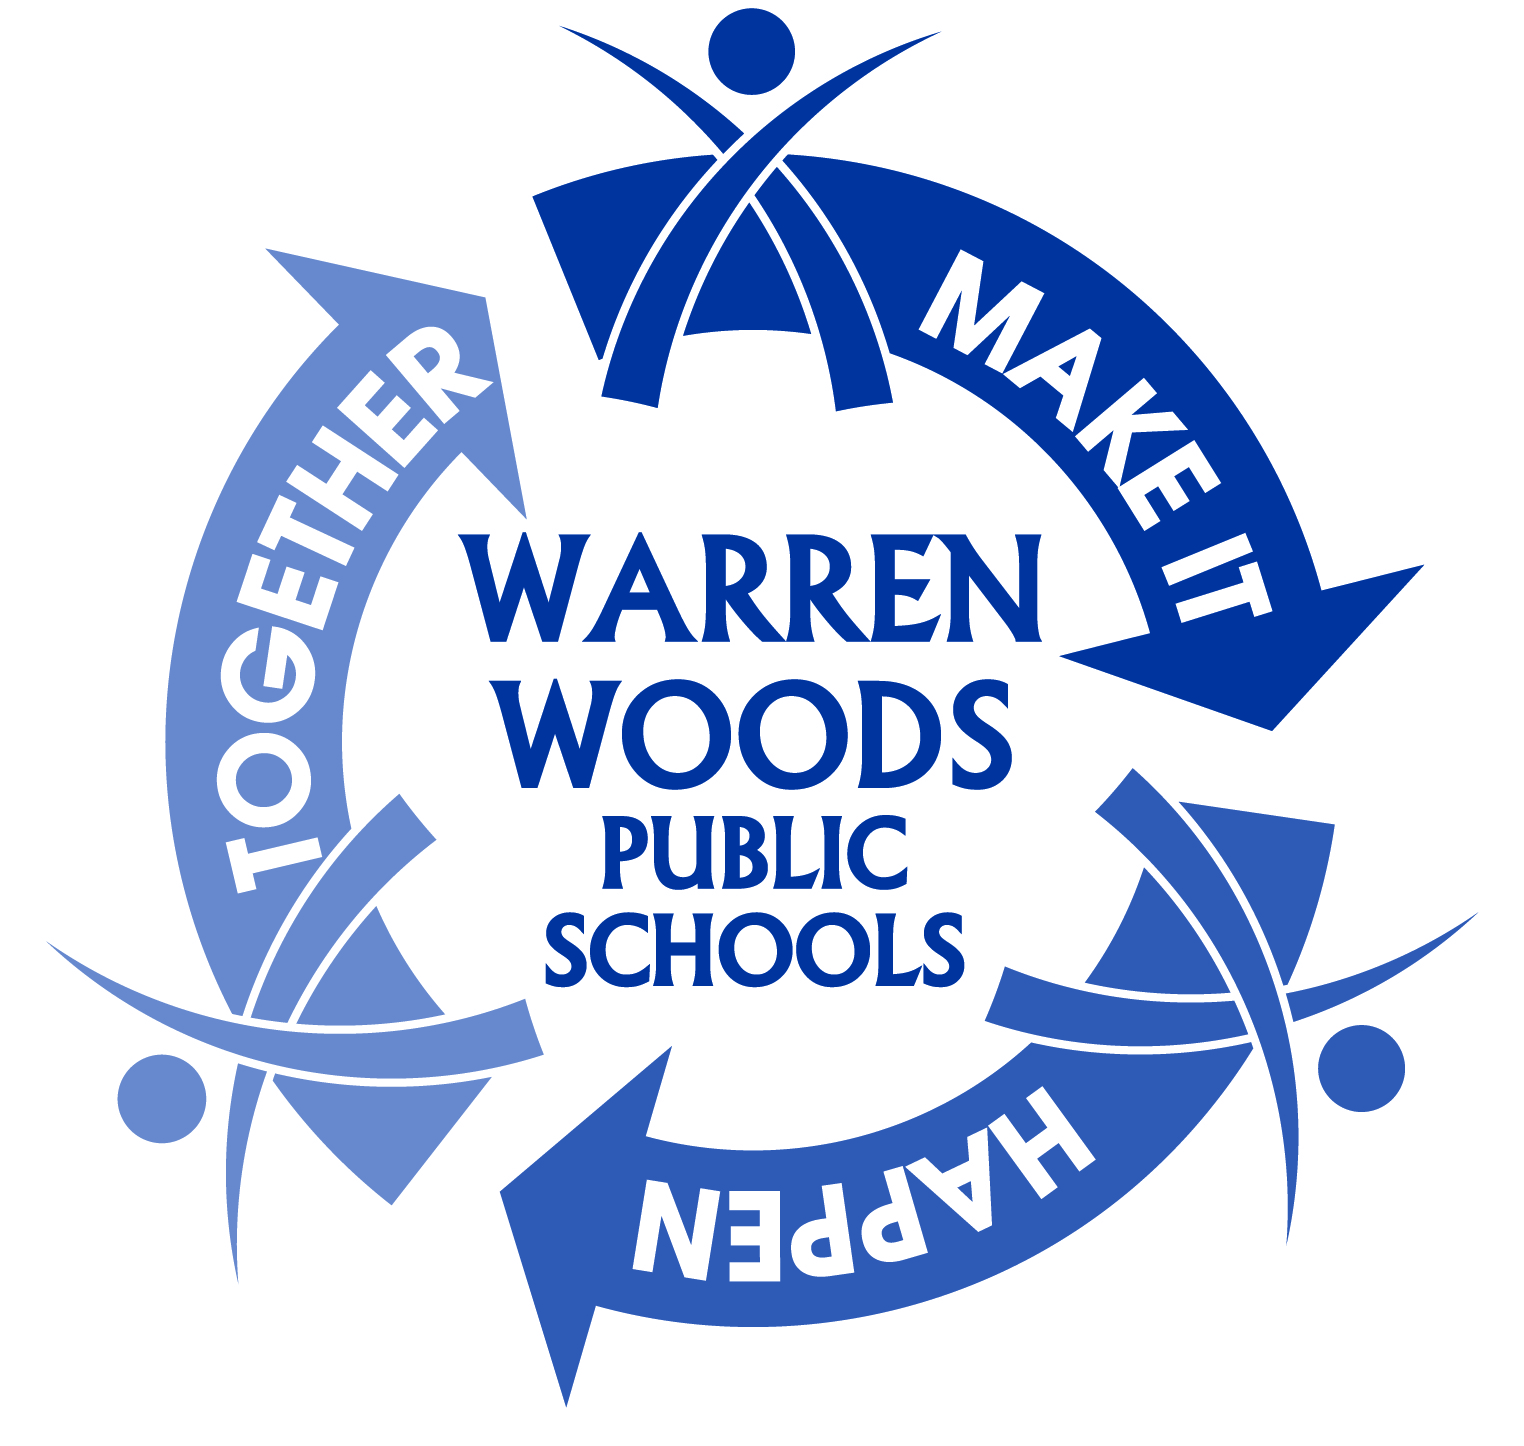 MAKE IT
HAPPEN
TOGETHER
WARREN
WOODS
PUBLIC
SCHOOLS